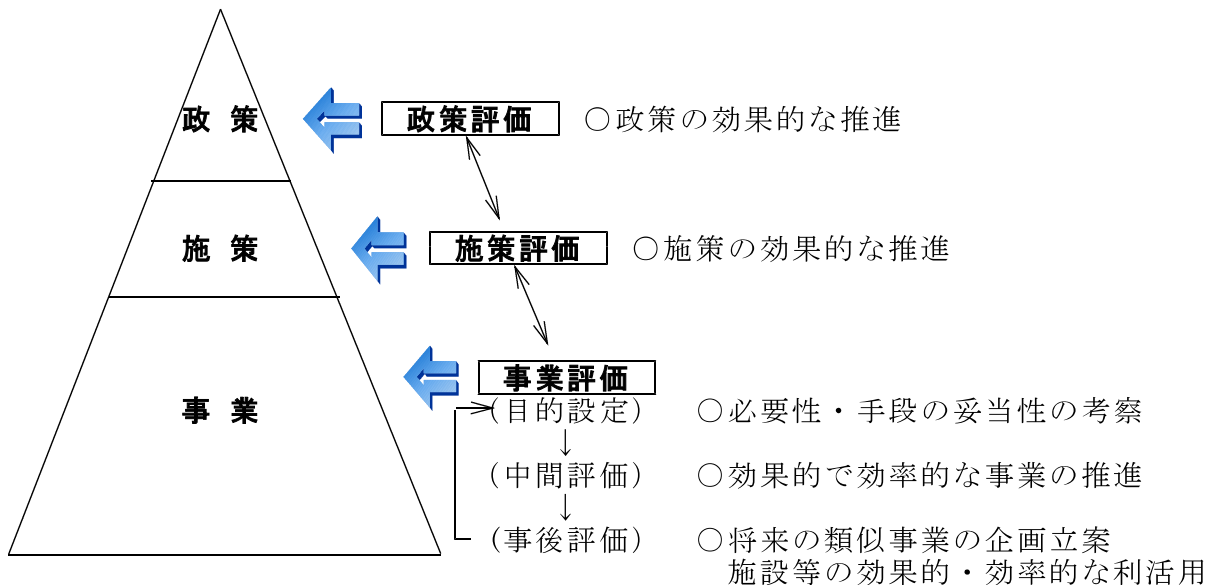 政 策
政策評価
○政策の効果的な推進
施 策
施策評価
○施策の効果的な推進
事 業
事業評価
(目的設定)
○必要性・手段の妥当性の考察
↓
(中間評価)
○効果的で効率的な事業の推進
↓
(事後評価)
○将来の類似事業の企画立案
施設等の効果的・効率的な利活用